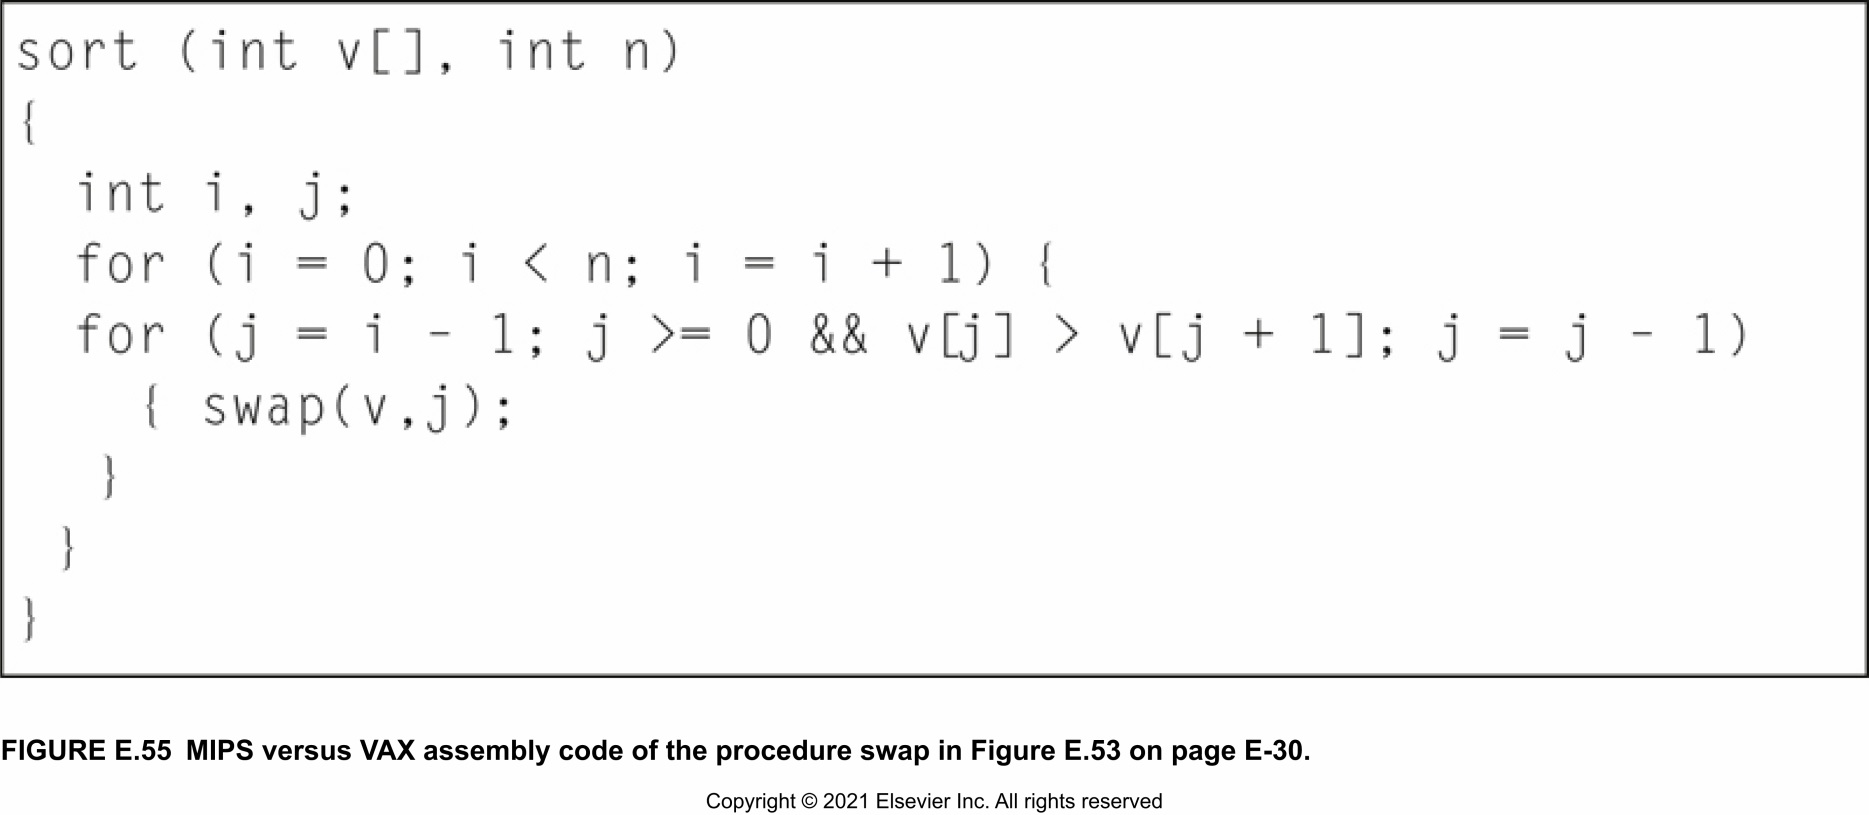 sort (int v[], int n)
{
int i, j;
for (i = 0; i < n; i = i + 1) {
for (j = i - 1; j >= 0 && v[j] > v[j + 1]; j = j - 1)
{ swap(v,j);
}
}
}
FIGURE E.55 MIPS versus VAX assembly code of the procedure swap in Figure E.53 on page E-30.
Copyright © 2021 Elsevier Inc. All rights reserved